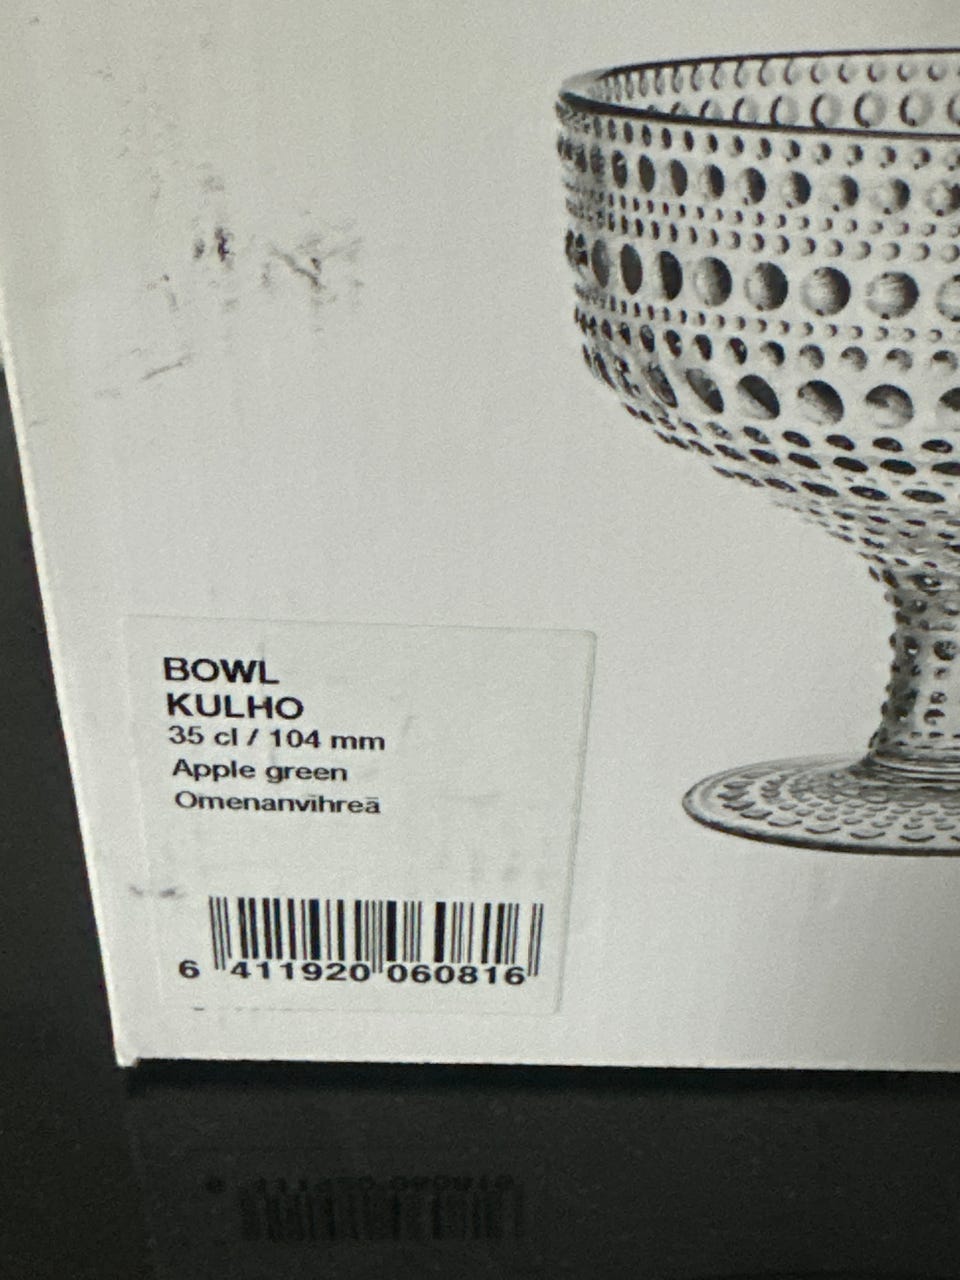 BOWL
KULHO
35 cl / 104 mm
Apple green
Omenanvihreä
6 411920 060816